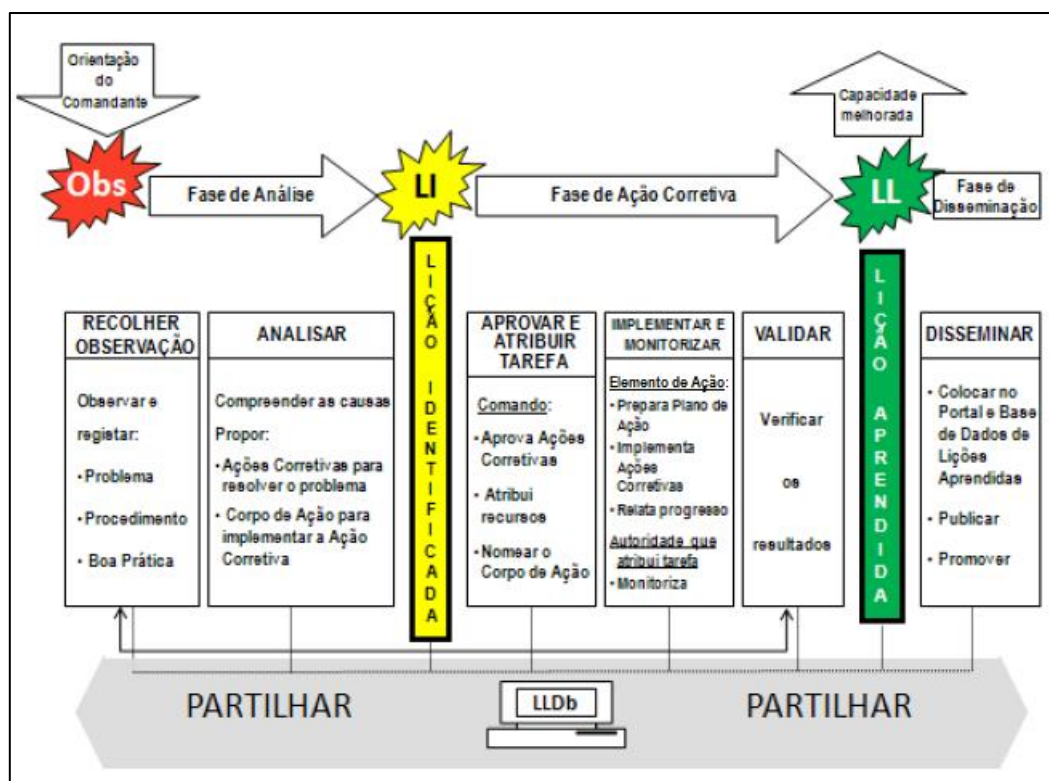 Orientação
do
Comandante
Capacidade
melhorada
Obs
Fase de Análise
LI
Fase de Ação Corretiva
LL
Fase de
Disseminação
RECOLHER
OBSERVAÇÃO
Observar e
registar:
•Problema
•Procedimento
• Boa Prática
ANALISAR
Compreender as causas
Propor:
•Ações Corretivas para
resolver o problema
• Corpo de Ação para
implementar a Ação
Corretiva
LIÇÃO IDENTIFICADA
APROVAR E
ATRIBUIR
TAREFA
Comando:
•Aprova Ações
Corretivas
• Atribui
recursos
•Nomear o
Corpo de Ação
IMPLEMENTAR E
MONITORIZAR
Elemento de Ação:
•Prepara Plano de
Ação
•Implementa
Ações
Corretivas
•Relata progresso
Autoridade que
atribui tarefa
•Monitoriza
VALIDAR
Verificar
os
resultados
LIÇÃO APRENDIDA
DISSEMINAR
• Colocar no
Portal e Base
de Dados de
Lições
Aprendidas
• Publicar
• Promover
PARTILHAR
LLDb
PARTILHAR